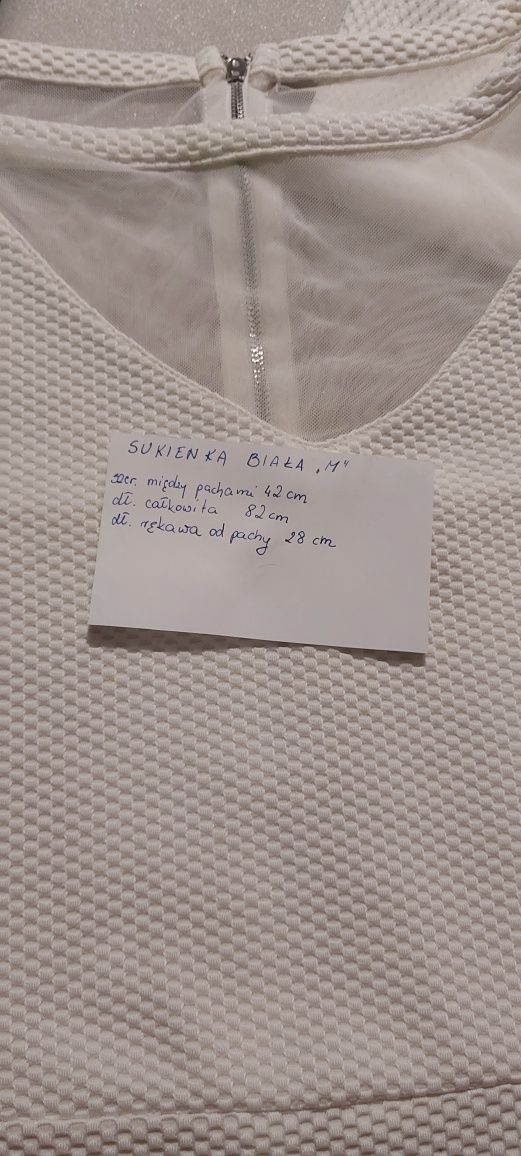 SUKIENKA BIAŁA „M"
szer. między pachami 42 cm
dł. całkowita 82 cm
dł. rękawa od pachy 28 cm